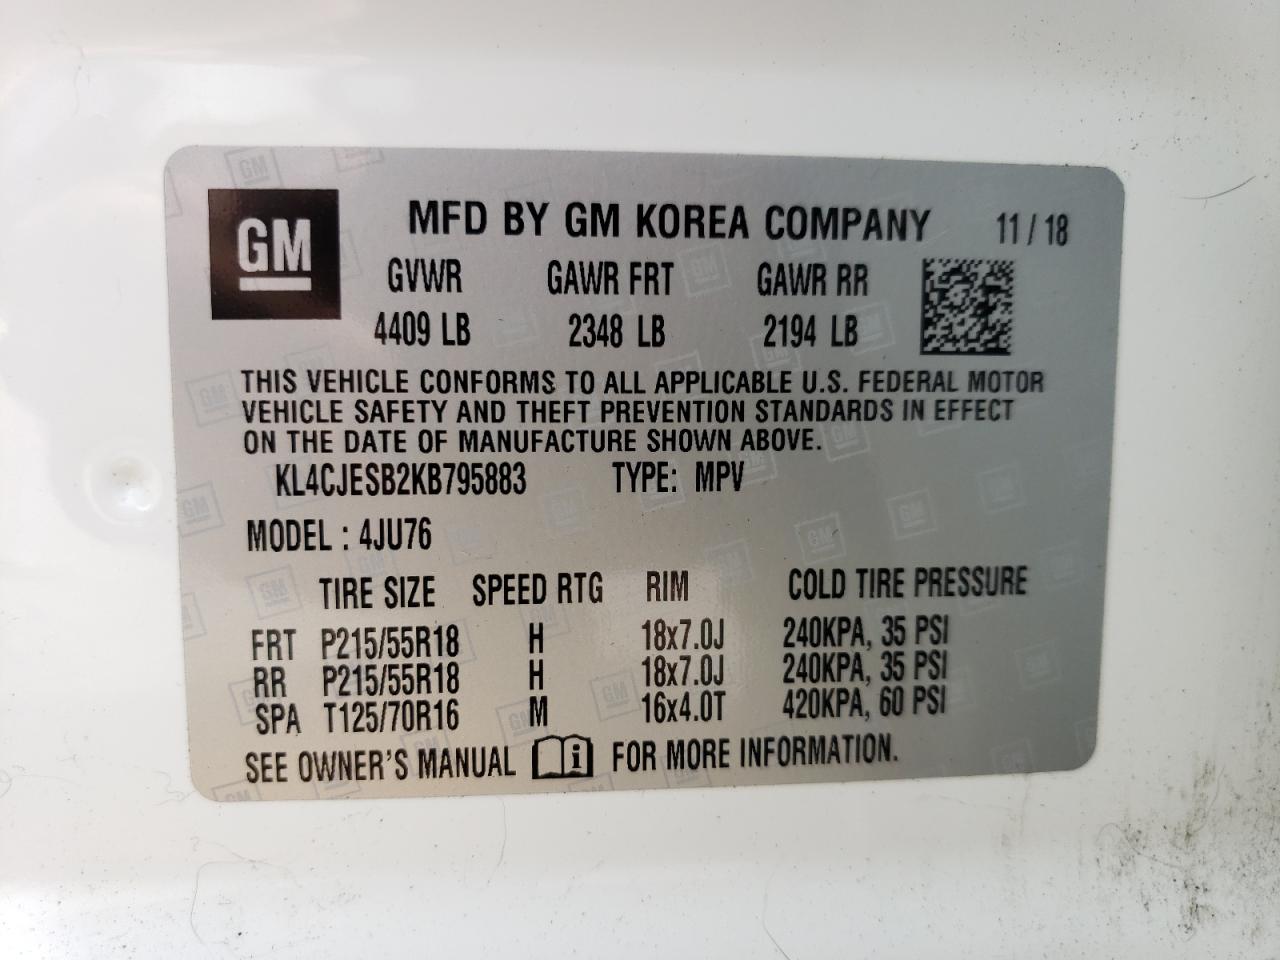 GM
MFD BY GM KOREA COMPANY 11 / 18
GVWR GAWR FRT GAWR RR
4409 LB 2348 LB 2194 LB
THIS VEHICLE CONFORMS TO ALL APPLICABLE U.S. FEDERAL MOTOR
VEHICLE SAFETY AND THEFT PREVENTION STANDARDS IN EFFECT
ON THE DATE OF MANUFACTURE SHOWN ABOVE.
KL4CJESB2KB795883 TYPE: MPV
MODEL : 4JU76
TIRE SIZE SPEED RTG RIM COLD TIRE PRESSURE
FRT P215/55R18 H 18x7.0J 240KPA, 35 PSI
RR P215/55R18 H 18x7.0J 240KPA, 35 PSI
SPA T125/70R16 M 16x4.0T 420KPA, 60 PSI
SEE OWNER'S MANUAL i FOR MORE INFORMATION.